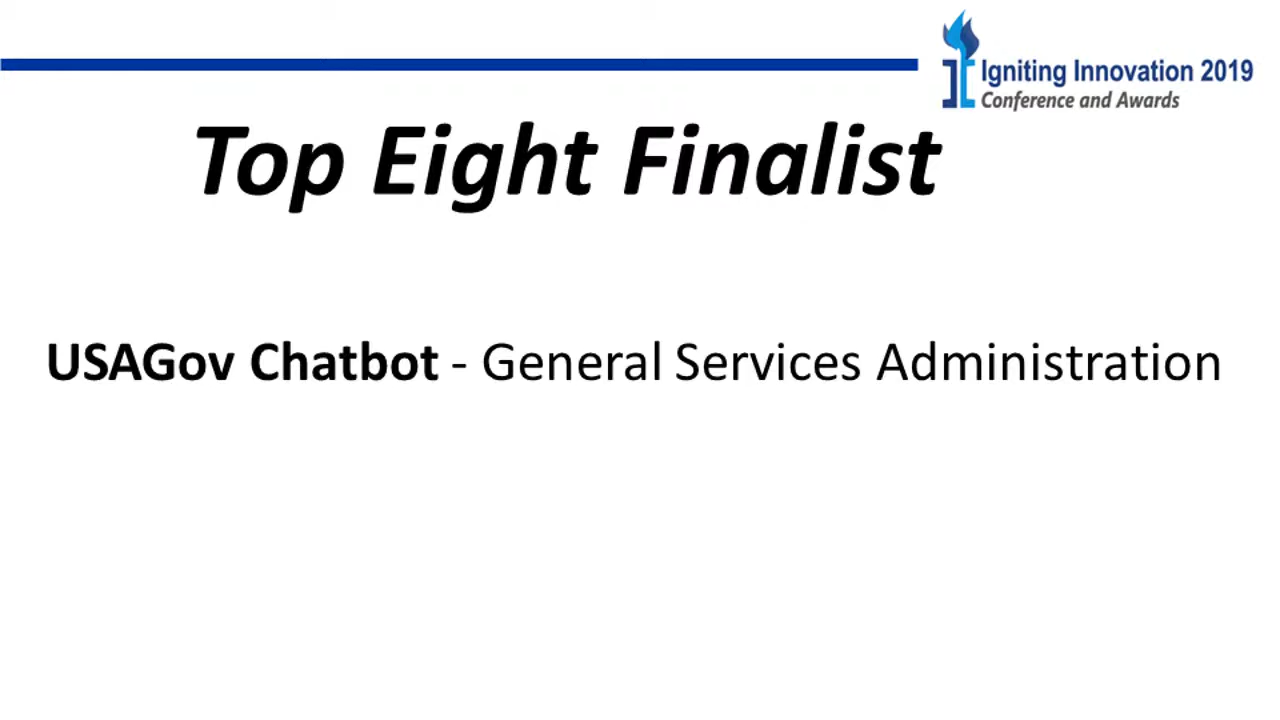 Igniting Innovation 2019
Conference and Awards
Top Eight Finalist
USAGov Chatbot - General Services Administration